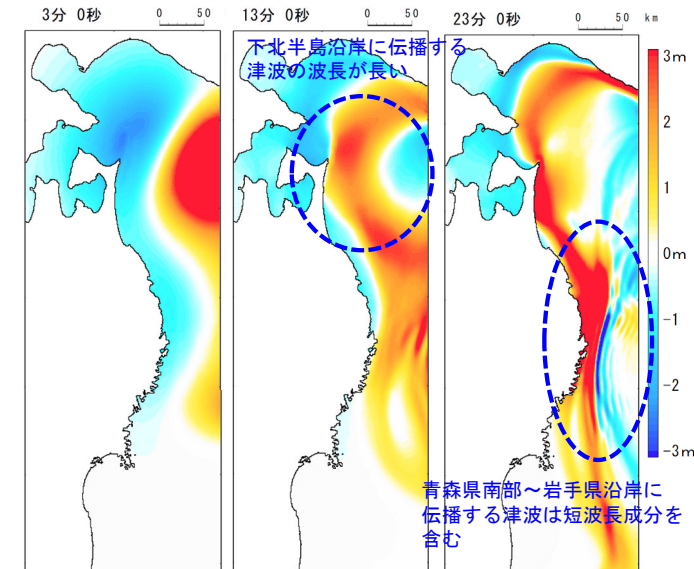 3分 0秒
0 50
13分 0秒
0 50
23分 0秒
0 50 km
下北半島沿岸に伝播する
津波の波長が長い
3m
2
1
0m
-1
-2
-3m
青森県南部～岩手県沿岸に
伝播する津波は短波長成分を
含む